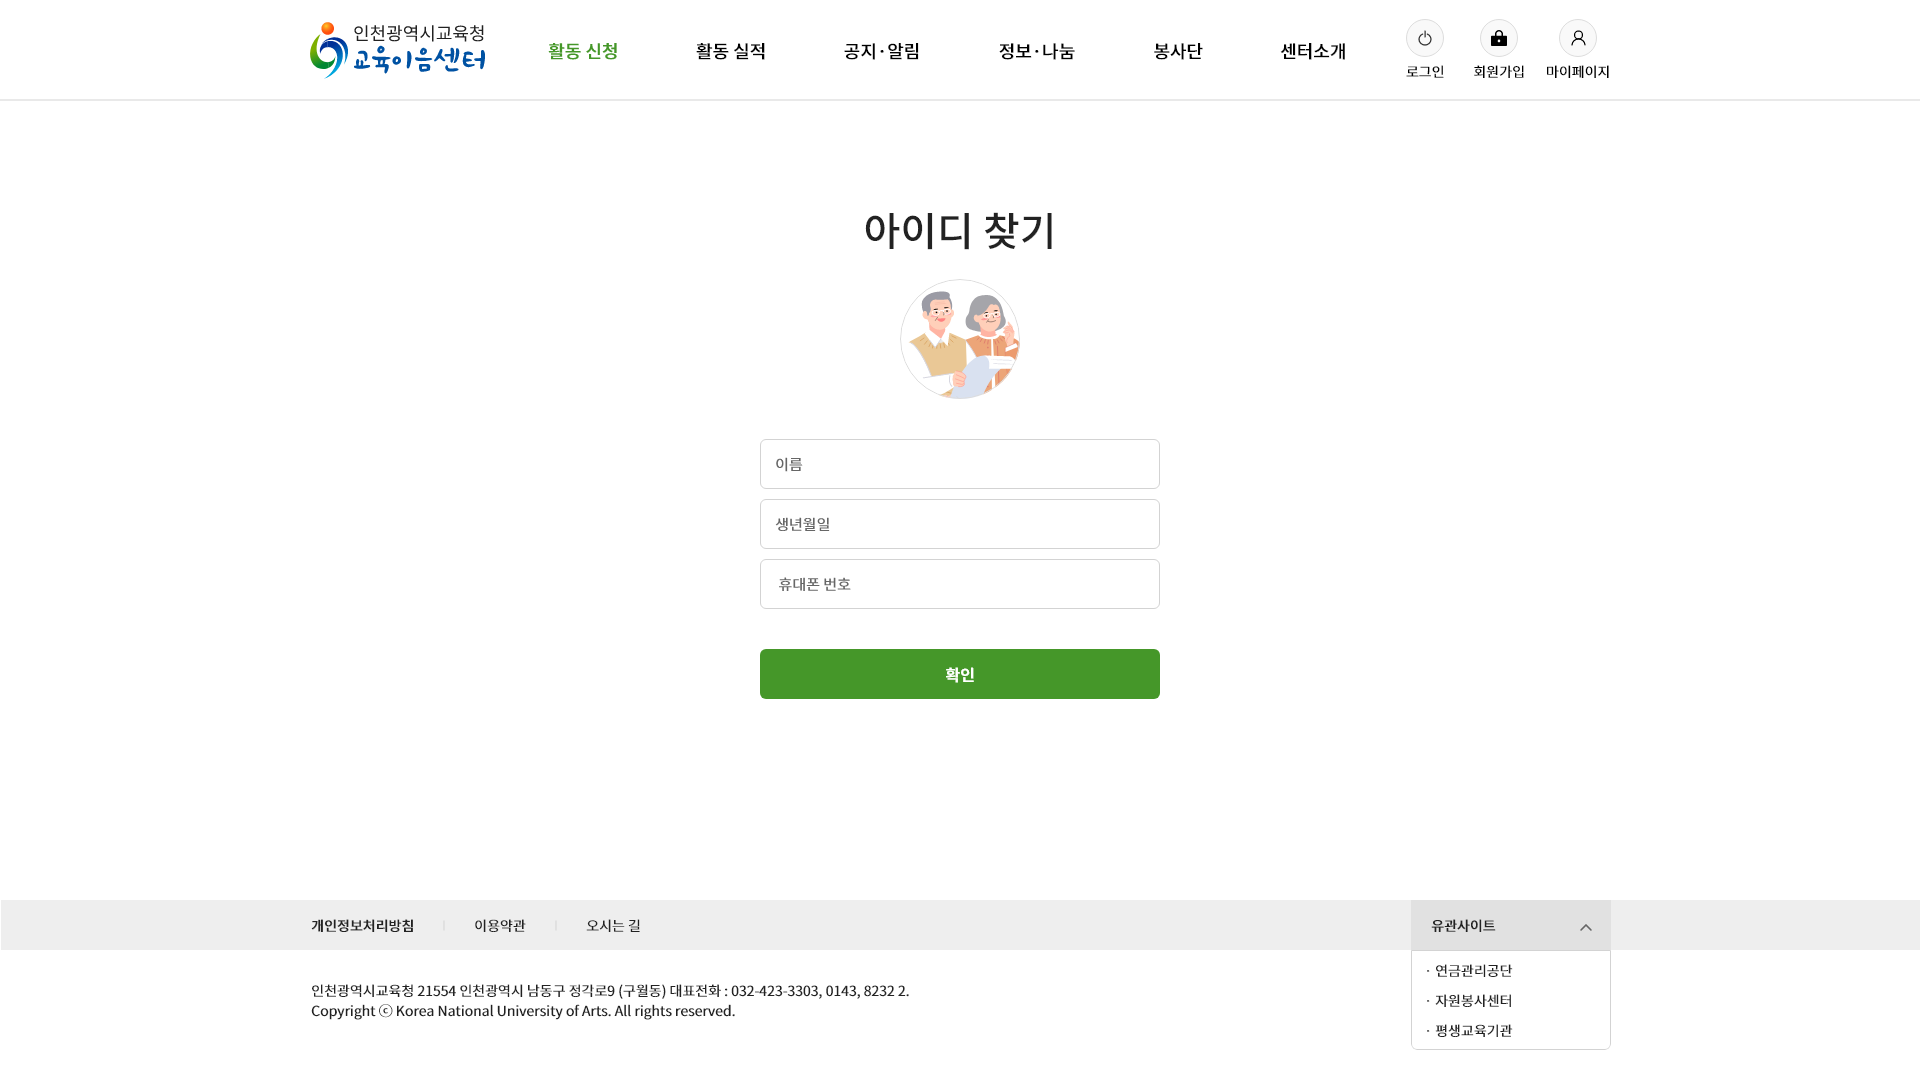 인천광역시교육청
교육이음센터
활동 신청
활동 실적
공지·알림
정보·나눔
봉사단
센터소개
로그인
회원가입
마이페이지
아이디 찾기
이름
생년월일
휴대폰 번호
확인
개인정보처리방침
이용약관
오시는 길
유관사이트
· 연금관리공단
· 자원봉사센터
· 평생교육기관
인천광역시교육청 21554 인천광역시 남동구 정각로9 (구월동) 대표전화 : 032-423-3303, 0143, 8232 2.
Copyright ⓒ Korea National University of Arts. All rights reserved.